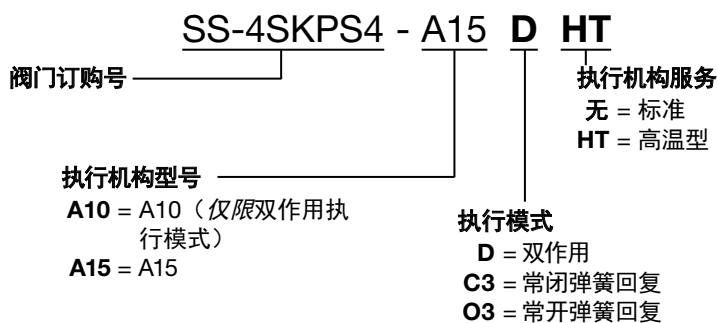 SS-4SKPS4 - A15 D HT
阀门订购号
执行机构服务
无 = 标准
HT = 高温型
执行机构型号
A10 = A10（仅限双作用执
行模式）
A15 = A15
执行模式
D = 双作用
C3 = 常闭弹簧回复
O3 = 常开弹簧回复